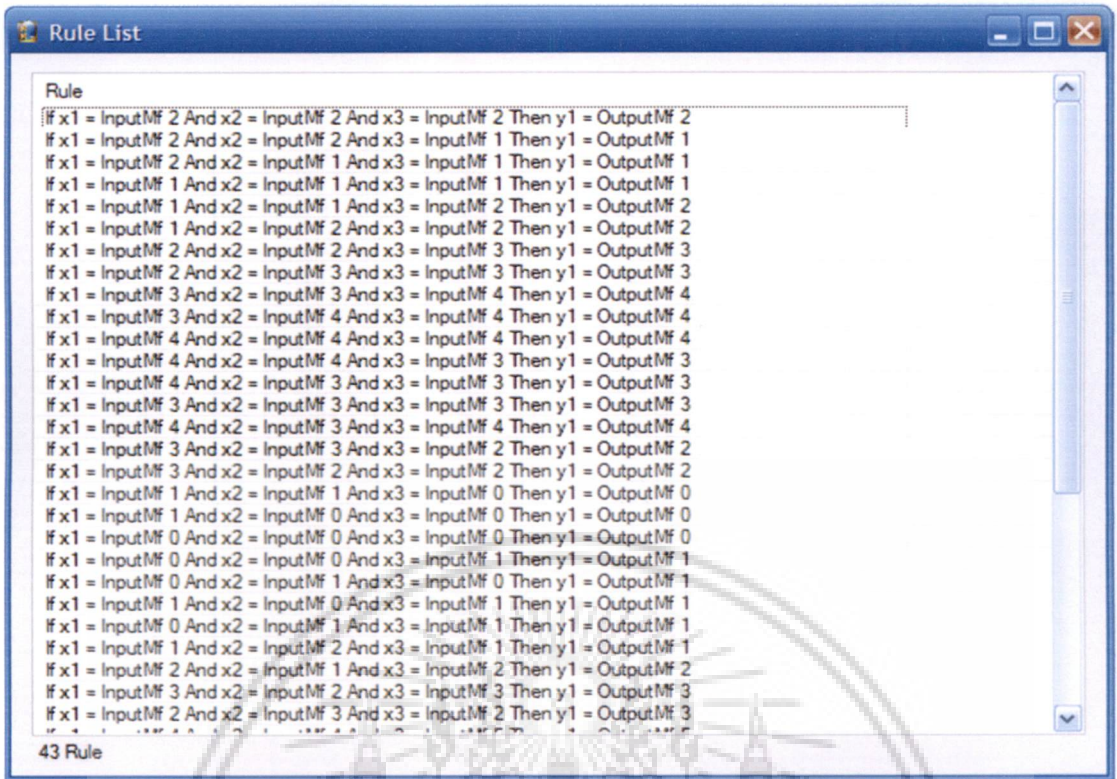 Rule List
Rule
If x1 = InputMf 2 And x2 = InputMf 2 And x3 = InputMf 2 Then y1 = OutputMf 2
If x1 = InputMf 2 And x2 = InputMf 2 And x3 = InputMf 1 Then y1 = OutputMf 1
If x1 = InputMf 2 And x2 = InputMf 1 And x3 = InputMf 1 Then y1 = OutputMf 1
If x1 = InputMf 1 And x2 = InputMf 1 And x3 = InputMf 1 Then y1 = OutputMf 1
If x1 = InputMf 1 And x2 = InputMf 1 And x3 = InputMf 2 Then y1 = OutputMf 2
If x1 = InputMf 1 And x2 = InputMf 2 And x3 = InputMf 2 Then y1 = OutputMf 2
If x1 = InputMf 2 And x2 = InputMf 2 And x3 = InputMf 3 Then y1 = OutputMf 3
If x1 = InputMf 2 And x2 = InputMf 3 And x3 = InputMf 3 Then y1 = OutputMf 3
If x1 = InputMf 3 And x2 = InputMf 3 And x3 = InputMf 4 Then y1 = OutputMf 4
If x1 = InputMf 3 And x2 = InputMf 4 And x3 = InputMf 4 Then y1 = OutputMf 4
If x1 = InputMf 4 And x2 = InputMf 4 And x3 = InputMf 4 Then y1 = OutputMf 4
If x1 = InputMf 4 And x2 = InputMf 4 And x3 = InputMf 3 Then y1 = OutputMf 3
If x1 = InputMf 4 And x2 = InputMf 3 And x3 = InputMf 3 Then y1 = OutputMf 3
If x1 = InputMf 3 And x2 = InputMf 3 And x3 = InputMf 3 Then y1 = OutputMf 3
If x1 = InputMf 4 And x2 = InputMf 3 And x3 = InputMf 4 Then y1 = OutputMf 4
If x1 = InputMf 3 And x2 = InputMf 3 And x3 = InputMf 2 Then y1 = OutputMf 2
If x1 = InputMf 3 And x2 = InputMf 2 And x3 = InputMf 2 Then y1 = OutputMf 2
If x1 = InputMf 1 And x2 = InputMf 1 And x3 = InputMf 0 Then y1 = OutputMf 0
If x1 = InputMf 1 And x2 = InputMf 0 And x3 = InputMf 0 Then y1 = OutputMf 0
If x1 = InputMf 0 And x2 = InputMf 0 And x3 = InputMf 0 Then y1 = OutputMf 0
If x1 = InputMf 0 And x2 = InputMf 0 And x3 = InputMf 1 Then y1 = OutputMf 1
If x1 = InputMf 0 And x2 = InputMf 1 And x3 = InputMf 0 Then y1 = OutputMf 1
If x1 = InputMf 1 And x2 = InputMf 0 And x3 = InputMf 1 Then y1 = OutputMf 1
If x1 = InputMf 0 And x2 = InputMf 1 And x3 = InputMf 1 Then y1 = OutputMf 1
If x1 = InputMf 1 And x2 = InputMf 2 And x3 = InputMf 1 Then y1 = OutputMf 1
If x1 = InputMf 2 And x2 = InputMf 1 And x3 = InputMf 2 Then y1 = OutputMf 2
If x1 = InputMf 3 And x2 = InputMf 2 And x3 = InputMf 3 Then y1 = OutputMf 3
If x1 = InputMf 2 And x2 = InputMf 3 And x3 = InputMf 2 Then y1 = OutputMf 3
43 Rule